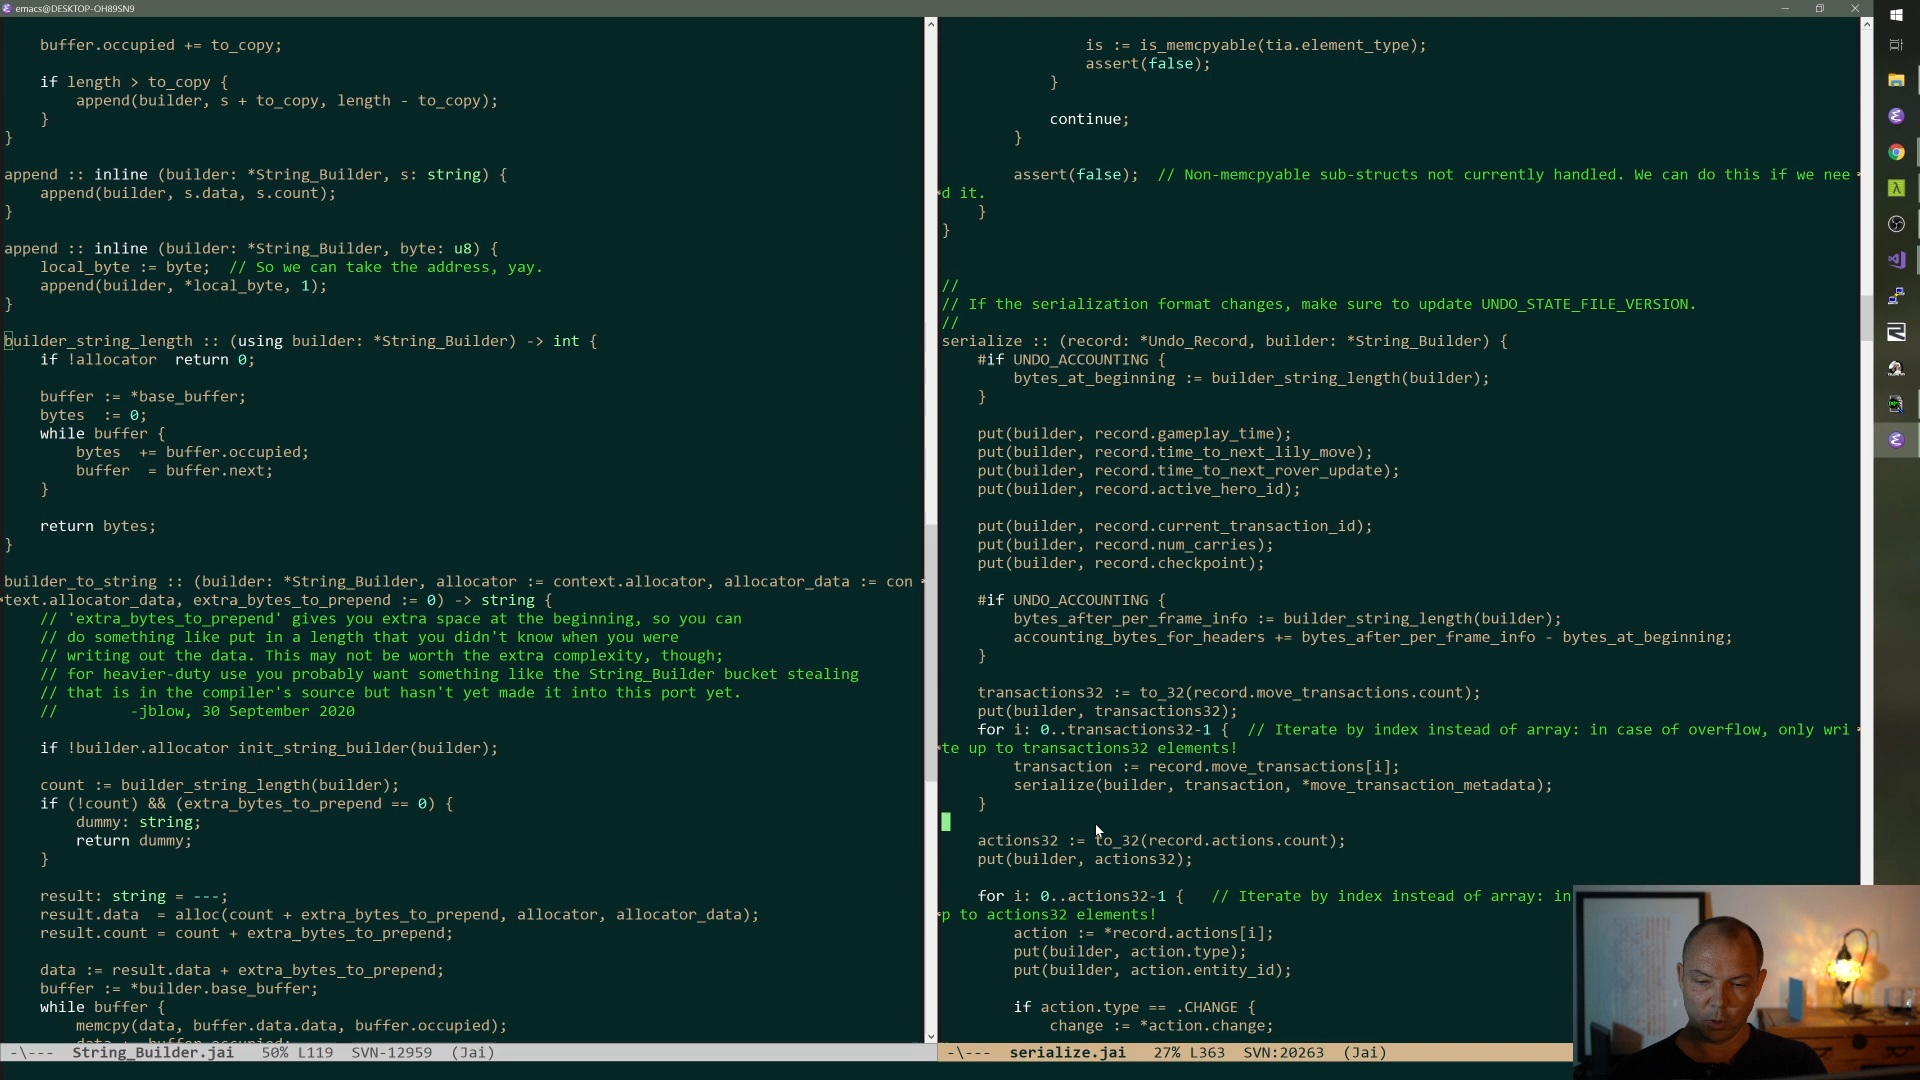 emacs@DESKTOP-OH89SN9
    buffer.occupied += to_copy;
    if length > to_copy {
        append(builder, s + to_copy, length - to_copy);
    }
}
append :: inline (builder: *String_Builder, s: string) {
    append(builder, s.data, s.count);
}
append :: inline (builder: *String_Builder, byte: u8) {
    local_byte := byte;  // So we can take the address, yay.
    append(builder, *local_byte, 1);
}
builder_string_length :: (using builder: *String_Builder) -> int {
    if !allocator  return 0;
    buffer := *base_buffer;
    bytes  := 0;
    while buffer {
        bytes  += buffer.occupied;
        buffer  = buffer.next;
    }
    return bytes;
}
builder_to_string :: (builder: *String_Builder, allocator := context.allocator, allocator_data := con
text.allocator_data, extra_bytes_to_prepend := 0) -> string {
    // 'extra_bytes_to_prepend' gives you extra space at the beginning, so you can
    // do something like put in a length that you didn't know when you were
    // writing out the data. This may not be worth the extra complexity, though;
    // for heavier-duty use you probably want something like the String_Builder bucket stealing
    // that is in the compiler's source but hasn't yet made it into this port yet.
    //        -jblow, 30 September 2020
    if !builder.allocator init_string_builder(builder);
    count := builder_string_length(builder);
    if (!count) && (extra_bytes_to_prepend == 0) {
        dummy: string;
        return dummy;
    }
    result: string = ---;
    result.data  = alloc(count + extra_bytes_to_prepend, allocator, allocator_data);
    result.count = count + extra_bytes_to_prepend;
    data := result.data + extra_bytes_to_prepend;
    buffer := *builder.base_buffer;
    while buffer {
        memcpy(data, buffer.data.data, buffer.occupied);
-\---  String_Builder.jai   50% L119  SVN-12959  (Jai)
                is := is_memcpyable(tia.element_type);
                assert(false);
            }
            continue;
        }
        assert(false);  // Non-memcpyable sub-structs not currently handled. We can do this if we nee
d it.
    }
}
//
// If the serialization format changes, make sure to update UNDO_STATE_FILE_VERSION.
//
serialize :: (record: *Undo_Record, builder: *String_Builder) {
    #if UNDO_ACCOUNTING {
        bytes_at_beginning := builder_string_length(builder);
    }
    put(builder, record.gameplay_time);
    put(builder, record.time_to_next_lily_move);
    put(builder, record.time_to_next_rover_update);
    put(builder, record.active_hero_id);
    put(builder, record.current_transaction_id);
    put(builder, record.num_carries);
    put(builder, record.checkpoint);
    #if UNDO_ACCOUNTING {
        bytes_after_per_frame_info := builder_string_length(builder);
        accounting_bytes_for_headers += bytes_after_per_frame_info - bytes_at_beginning;
    }
    transactions32 := to_32(record.move_transactions.count);
    put(builder, transactions32);
    for i: 0..transactions32-1 {  // Iterate by index instead of array: in case of overflow, only wri
te up to transactions32 elements!
        transaction := record.move_transactions[i];
        serialize(builder, transaction, *move_transaction_metadata);
    }
    actions32 := to_32(record.actions.count);
    put(builder, actions32);
    for i: 0..actions32-1 {   // Iterate by index instead of array: in
p to actions32 elements!
        action := *record.actions[i];
        put(builder, action.type);
        put(builder, action.entity_id);
        if action.type == .CHANGE {
            change := *action.change;
-\---  serialize.jai   27% L363  SVN:20263  (Jai)